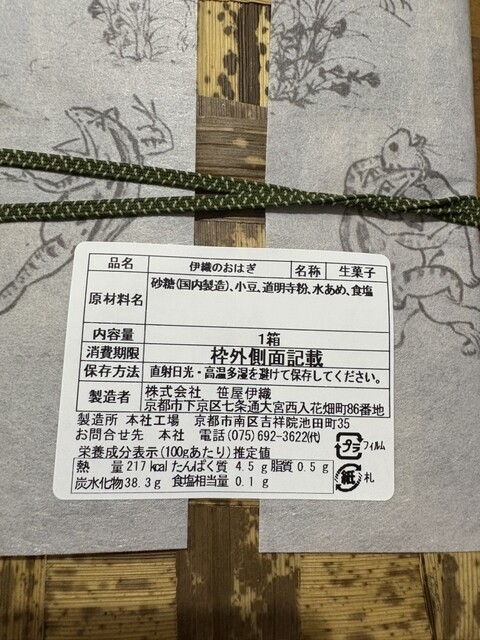 品名 伊織のおはぎ 名称 生菓子
原材料名 砂糖(国内製造)、小豆、道明寺粉、水あめ、食塩
内容量 1箱
消費期限 枠外側面記載
保存方法 直射日光・高温多湿を避けて保存してください。
製造者 株式会社 笹屋伊織
京都市下京区七条通大宮西入花畑町86番地
製造所 本社工場 京都市南区吉祥院池田町35
お問合せ先 本社 電話(075)692-3622(代)
栄養成分表示(100gあたり)推定値
熱量 217kcal たんぱく質 4.5g 脂質 0.5g
炭水化物 38.3g 食塩相当量 0.1g
プラ フィルム
紙 札